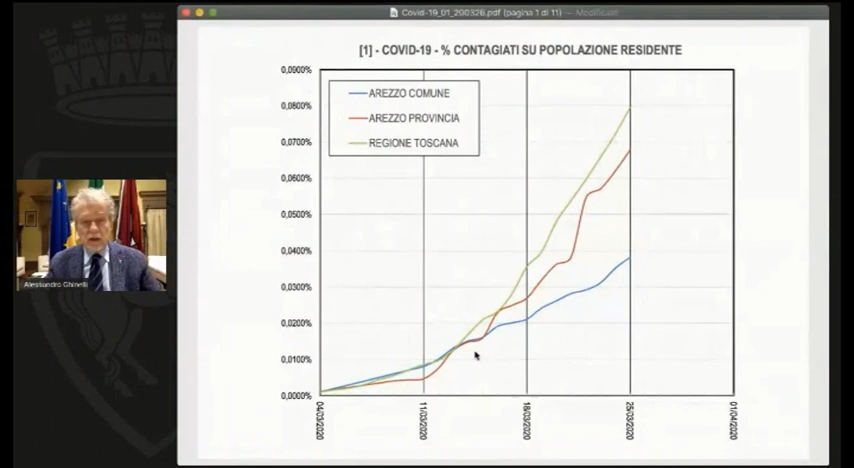 Covid-19_01_200326.pdf (pagina 1 di 11) — Modificato
[1] - COVID-19 - % CONTAGIATI SU POPOLAZIONE RESIDENTE
0,0900%
0,0800%
0,0700%
0,0600%
0,0500%
0,0400%
0,0300%
0,0200%
0,0100%
0,0000%
AREZZO COMUNE
AREZZO PROVINCIA
REGIONE TOSCANA
04/03/2020
11/03/2020
18/03/2020
25/03/2020
01/04/2020
Alessandro Ghinelli